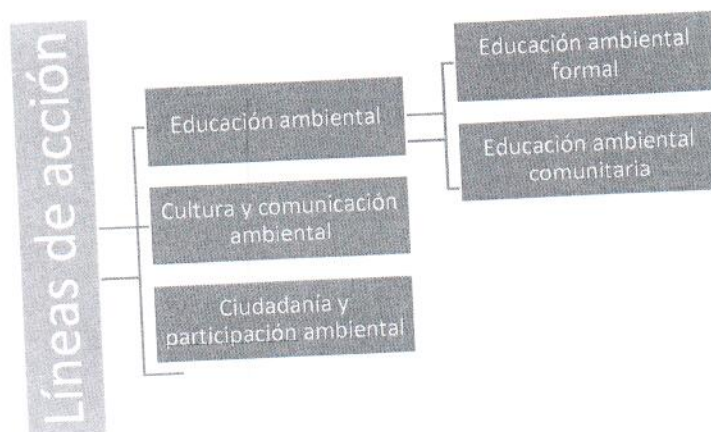 Líneas de acción
Educación ambiental
Educación ambiental
formal
Educación ambiental
comunitaria
Cultura y comunicación
ambiental
Ciudadanía y
participación ambiental